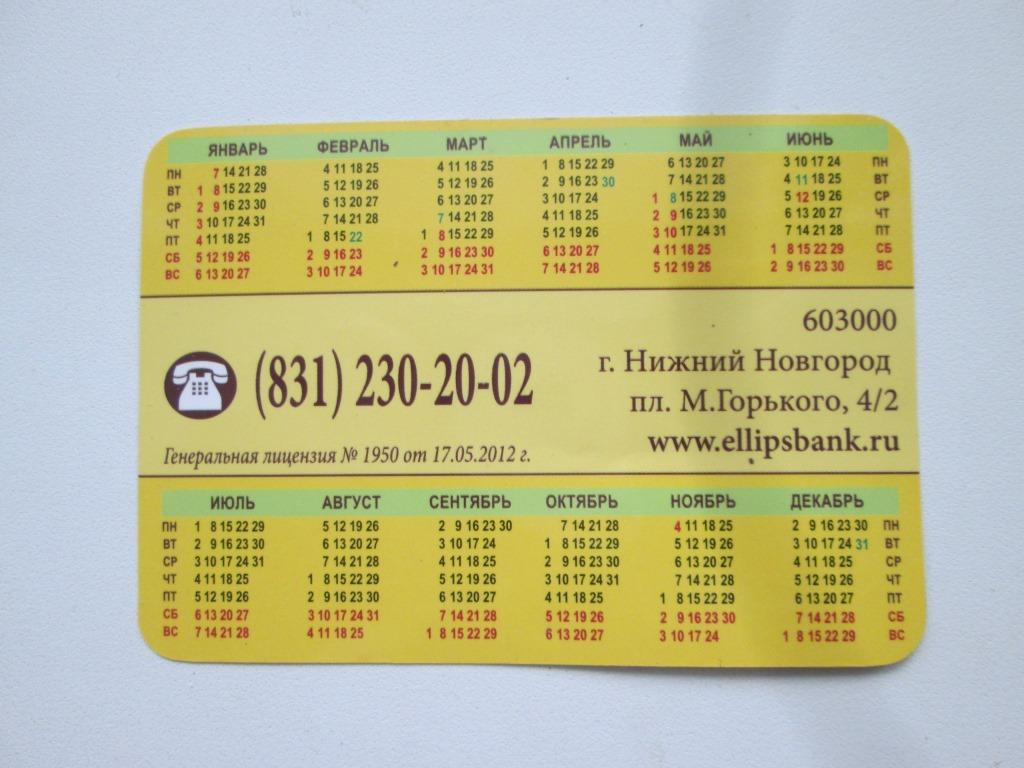 ЯНВАРЬ ФЕВРАЛЬ МАРТ АПРЕЛЬ МАЙ ИЮНЬ
ПН 7 14 21 28 4 11 18 25 4 11 18 25 1 8 15 22 29 6 13 20 27 3 10 17 24 ПН
ВТ 1 8 15 22 29 5 12 19 26 5 12 19 26 2 9 16 23 30 7 14 21 28 4 11 18 25 ВТ
СР 2 9 16 23 30 6 13 20 27 6 13 20 27 3 10 17 24 1 8 15 22 29 5 12 19 26 СР
ЧТ 3 10 17 24 31 7 14 21 28 7 14 21 28 4 11 18 25 2 9 16 23 30 6 13 20 27 ЧТ
ПТ 4 11 18 25 1 8 15 22 1 8 15 22 29 5 12 19 26 3 10 17 24 31 7 14 21 28 ПТ
СБ 5 12 19 26 2 9 16 23 2 9 16 23 30 6 13 20 27 4 11 18 25 1 8 15 22 29 СБ
ВС 6 13 20 27 3 10 17 24 3 10 17 24 31 7 14 21 28 5 12 19 26 2 9 16 23 30 ВС
(831) 230-20-02
Генеральная лицензия № 1950 от 17.05.2012 г.
603000
г. Нижний Новгород
пл. М.Горького, 4/2
www.ellipsbank.ru
ИЮЛЬ АВГУСТ СЕНТЯБРЬ ОКТЯБРЬ НОЯБРЬ ДЕКАБРЬ
ПН 1 8 15 22 29 5 12 19 26 2 9 16 23 30 7 14 21 28 4 11 18 25 2 9 16 23 30 ПН
ВТ 2 9 16 23 30 6 13 20 27 3 10 17 24 1 8 15 22 29 5 12 19 26 3 10 17 24 31 ВТ
СР 3 10 17 24 31 7 14 21 28 4 11 18 25 2 9 16 23 30 6 13 20 27 4 11 18 25 СР
ЧТ 4 11 18 25 1 8 15 22 29 5 12 19 26 3 10 17 24 31 7 14 21 28 5 12 19 26 ЧТ
ПТ 5 12 19 26 2 9 16 23 30 6 13 20 27 4 11 18 25 1 8 15 22 29 6 13 20 27 ПТ
СБ 6 13 20 27 3 10 17 24 31 7 14 21 28 5 12 19 26 2 9 16 23 30 7 14 21 28 СБ
ВС 7 14 21 28 4 11 18 25 1 8 15 22 29 6 13 20 27 3 10 17 24 1 8 15 22 29 ВС